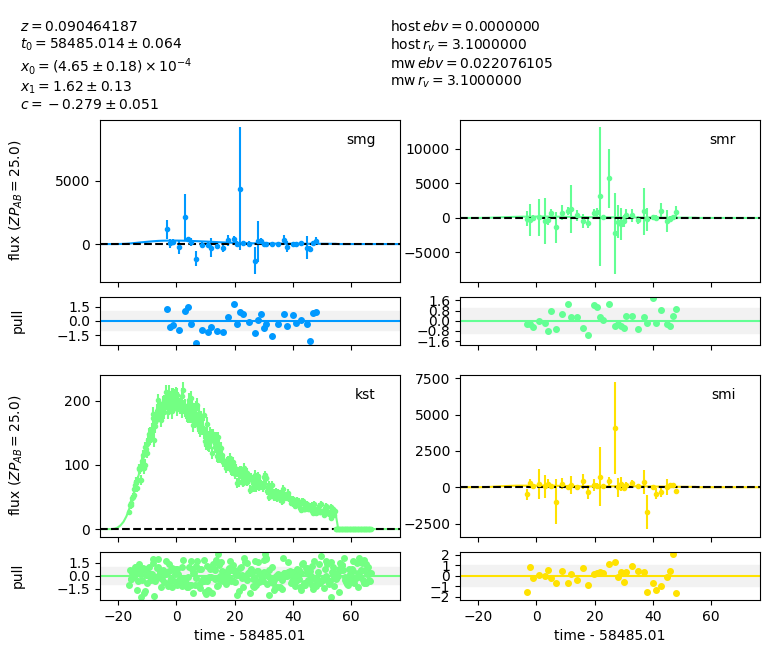 z = 0.090464187
t₀ = 58485.014 ± 0.064
x₀ = (4.65 ± 0.18) × 10⁻⁴
x₁ = 1.62 ± 0.13
c = −0.279 ± 0.051
host ebv = 0.0000000
host r_v = 3.1000000
mw ebv = 0.022076105
mw r_v = 3.1000000
smg
5000
0
flux (ZP_AB = 25.0)
smr
10000
5000
0
−5000
1.5
0.0
−1.5
pull
1.6
0.8
0.0
−0.8
−1.6
kst
200
100
0
flux (ZP_AB = 25.0)
smi
7500
5000
2500
0
−2500
1.5
0.0
−1.5
pull
−20 0 20 40 60
time - 58485.01
2
1
0
−1
−2
−20 0 20 40 60
time - 58485.01